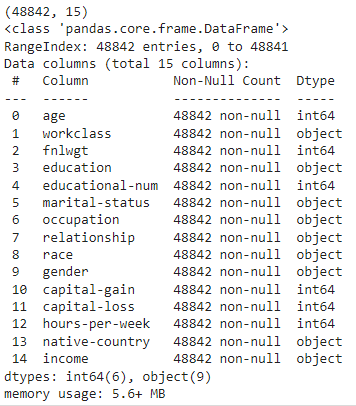 (48842, 15)
<class 'pandas.core.frame.DataFrame'>
RangeIndex: 48842 entries, 0 to 48841
Data columns (total 15 columns):
 #   Column           Non-Null Count  Dtype
---  ------           --------------  -----
 0   age              48842 non-null  int64
 1   workclass        48842 non-null  object
 2   fnlwgt           48842 non-null  int64
 3   education        48842 non-null  object
 4   educational-num  48842 non-null  int64
 5   marital-status   48842 non-null  object
 6   occupation       48842 non-null  object
 7   relationship     48842 non-null  object
 8   race             48842 non-null  object
 9   gender           48842 non-null  object
 10  capital-gain     48842 non-null  int64
 11  capital-loss     48842 non-null  int64
 12  hours-per-week   48842 non-null  int64
 13  native-country   48842 non-null  object
 14  income           48842 non-null  object
dtypes: int64(6), object(9)
memory usage: 5.6+ MB